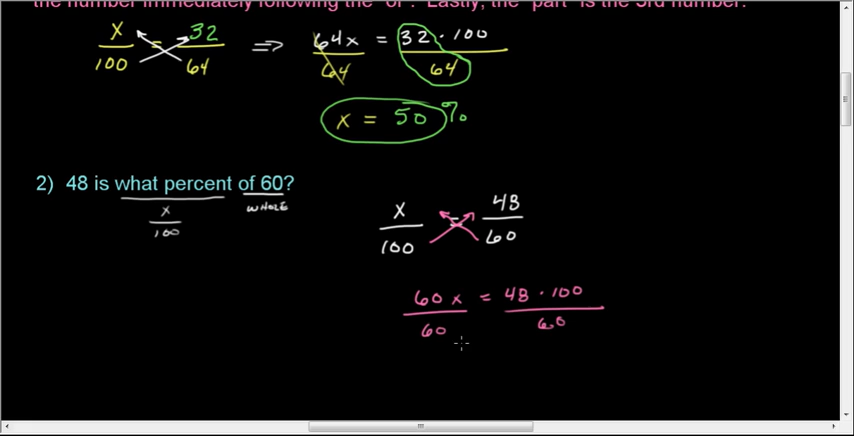 the number immediately following the "of". Lastly, the "part" is the 3rd number.
x/100 = 32/64 ⇒ 64x/64 = 32 · 100/64
x = 50 %
2) 48 is what percent of 60?
x/100 WHOLE
x/100 = 48/60
60x/60 = 48 · 100/60